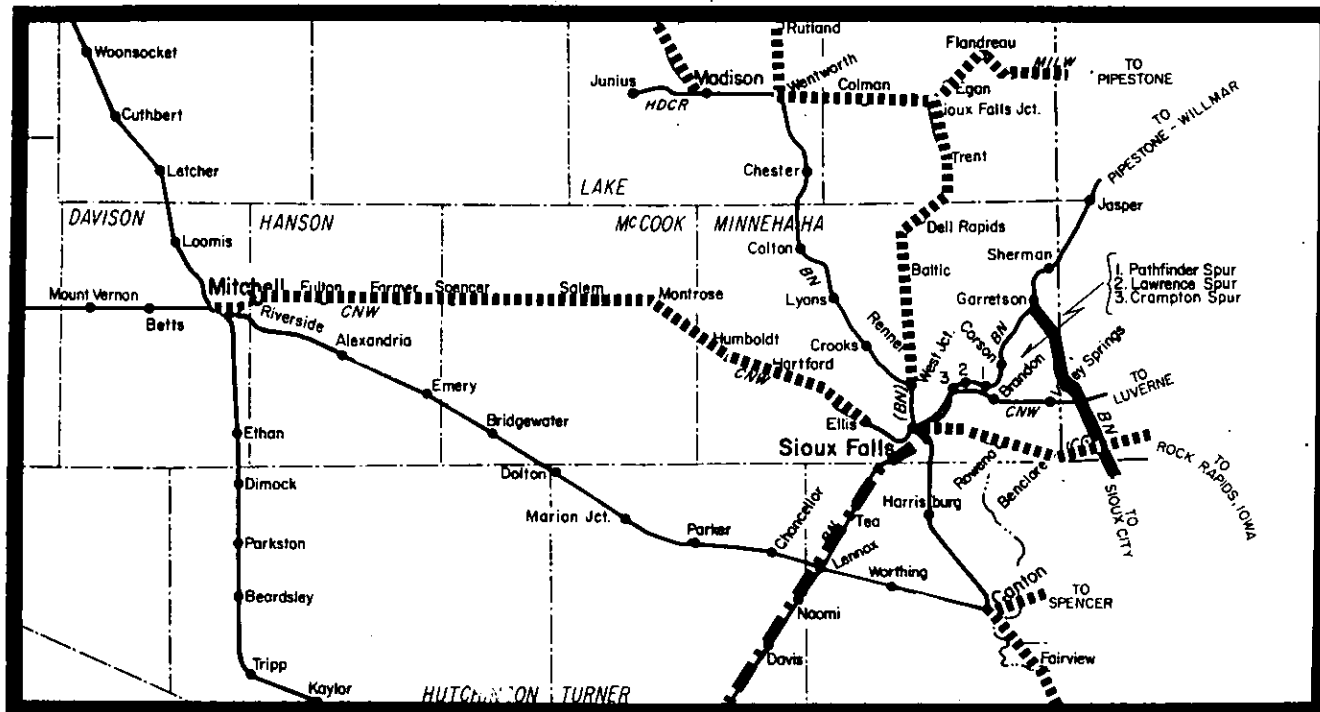 Woonsocket
Cuthbert
Letcher
Loomis
Mitchell
Mount Vernon
Betts
Riverside
Fulton
Farmer
Spencer
Salem
Montrose
CNW
Alexandria
Emery
Bridgewater
Dolton
Marion Jct.
Parker
Chancellor
Lennox
Worthing
Ethan
Dimock
Parkston
Beardsley
Tripp
Kaylor
DAVISON
HANSON
McCOOK
MINNEHAHA
LAKE
TURNER
Junius
HDCR
Madison
Rutland
Wentworth
Colman
Flandreau
MILW
TO
PIPESTONE
Egan
Sioux Falls Jct.
Trent
Dell Rapids
Baltic
Chester
Colton
BN
Lyons
Crooks
Renner
West Jct.
(BN)
Humboldt
Hartford
CNW
Ellis
Sioux Falls
TO
PIPESTONE - WILLMAR
Jasper
Sherman
Garretson
1. Pathfinder Spur
2. Lawrence Spur
3. Crampton Spur
Corson
BN
Brandon
3
2
1
CNW
TO
LUVERNE
BN
Rowena
Benclare
TO
ROCK RAPIDS, IOWA
TO
SIOUX CITY
Harrisburg
Tea
Naomi
Davis
TO
SPENCER
Fairview